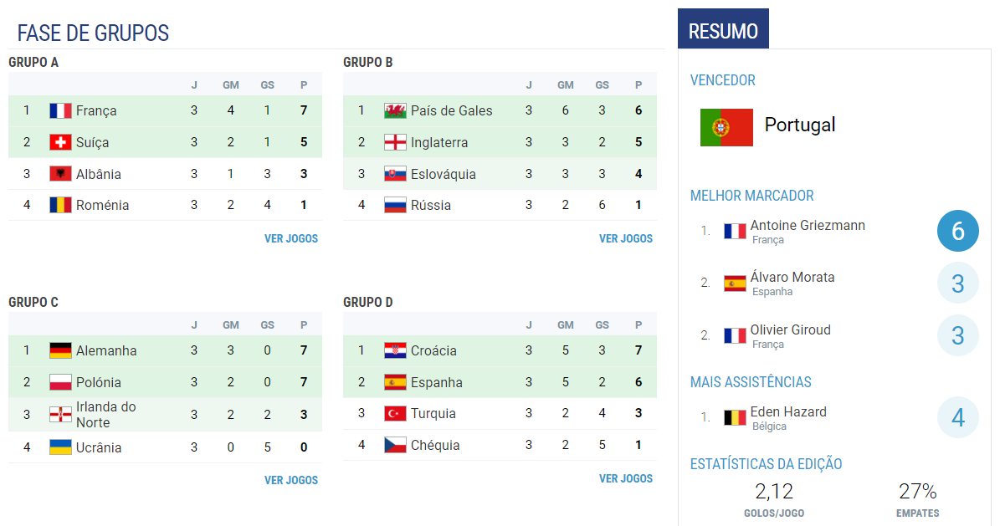 FASE DE GRUPOS
GRUPO A
J GM GS P
1 França 3 4 1 7
2 Suíça 3 2 1 5
3 Albânia 3 1 3 3
4 Roménia 3 2 4 1
VER JOGOS
GRUPO B
J GM GS P
1 País de Gales 3 6 3 6
2 Inglaterra 3 3 2 5
3 Eslováquia 3 3 3 4
4 Rússia 3 2 6 1
VER JOGOS
GRUPO C
J GM GS P
1 Alemanha 3 3 0 7
2 Polónia 3 2 0 7
3 Irlanda do
Norte 3 2 2 3
4 Ucrânia 3 0 5 0
VER JOGOS
GRUPO D
J GM GS P
1 Croácia 3 5 3 7
2 Espanha 3 5 2 6
3 Turquia 3 2 4 3
4 Chéquia 3 2 5 1
VER JOGOS
RESUMO
VENCEDOR
Portugal
MELHOR MARCADOR
1. Antoine Griezmann 6
França
2. Álvaro Morata 3
Espanha
2. Olivier Giroud 3
França
MAIS ASSISTÊNCIAS
1. Eden Hazard 4
Bélgica
ESTATÍSTICAS DA EDIÇÃO
2,12 27%
GOLOS/JOGO EMPATES